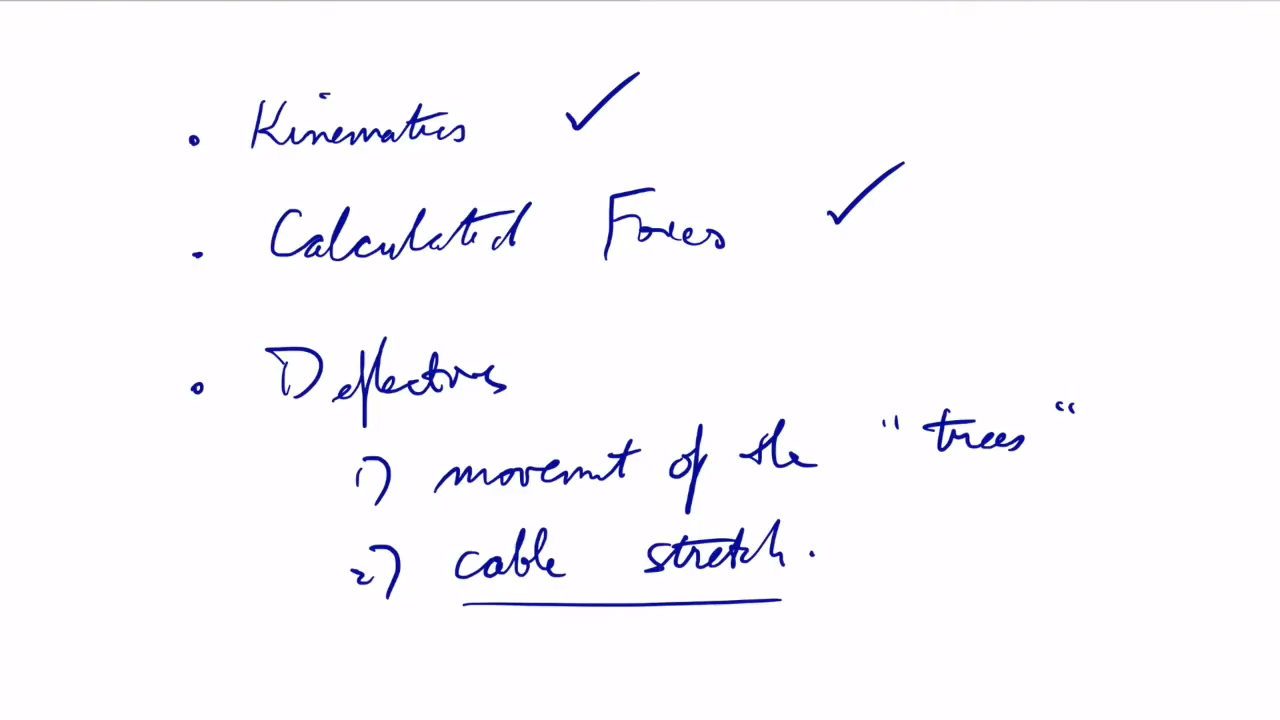 . Kinematics ✓
. Calculated Forces ✓
. Deflections
1) movement of the "trees"
2) cable stretch.